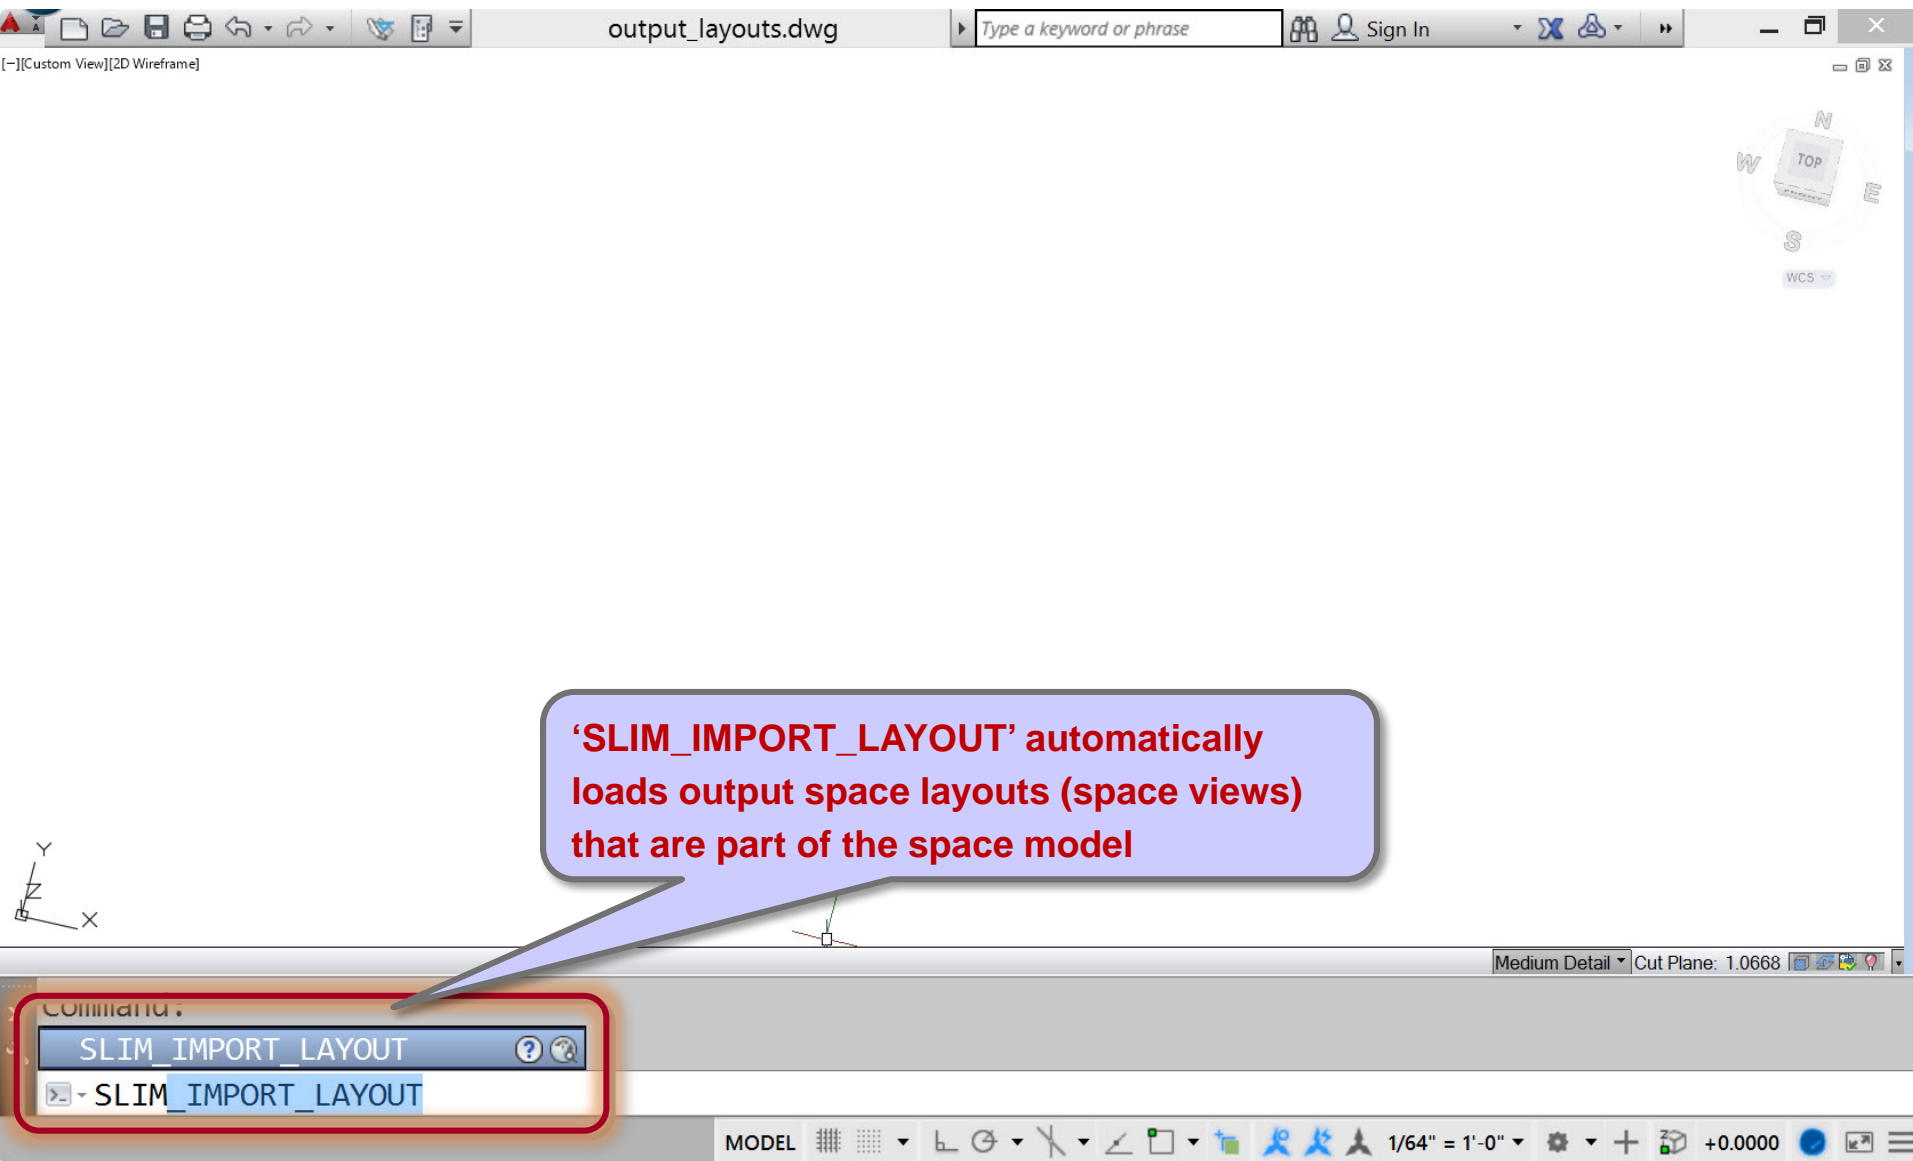 output_layouts.dwg
Type a keyword or phrase
Sign In
[−][Custom View][2D Wireframe]
N
W
TOP
E
S
WCS
‘SLIM_IMPORT_LAYOUT’ automatically
loads output space layouts (space views)
that are part of the space model
Y
Z
X
Medium Detail
Cut Plane: 1.0668
Command:
SLIM_IMPORT_LAYOUT
SLIM_IMPORT_LAYOUT
MODEL
1/64" = 1'-0"
+0.0000